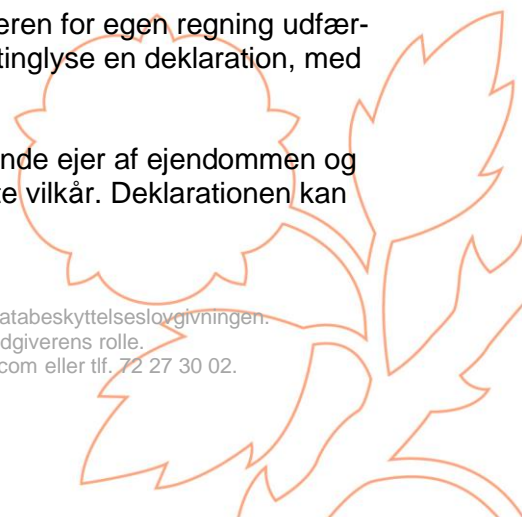 eren for egen regning udfær-
tinglyse en deklaration, med
nde ejer af ejendommen og
te vilkår. Deklarationen kan
atabeskyttelseslovgivningen.
dgiverens rolle.
com eller tlf. 72 27 30 02.